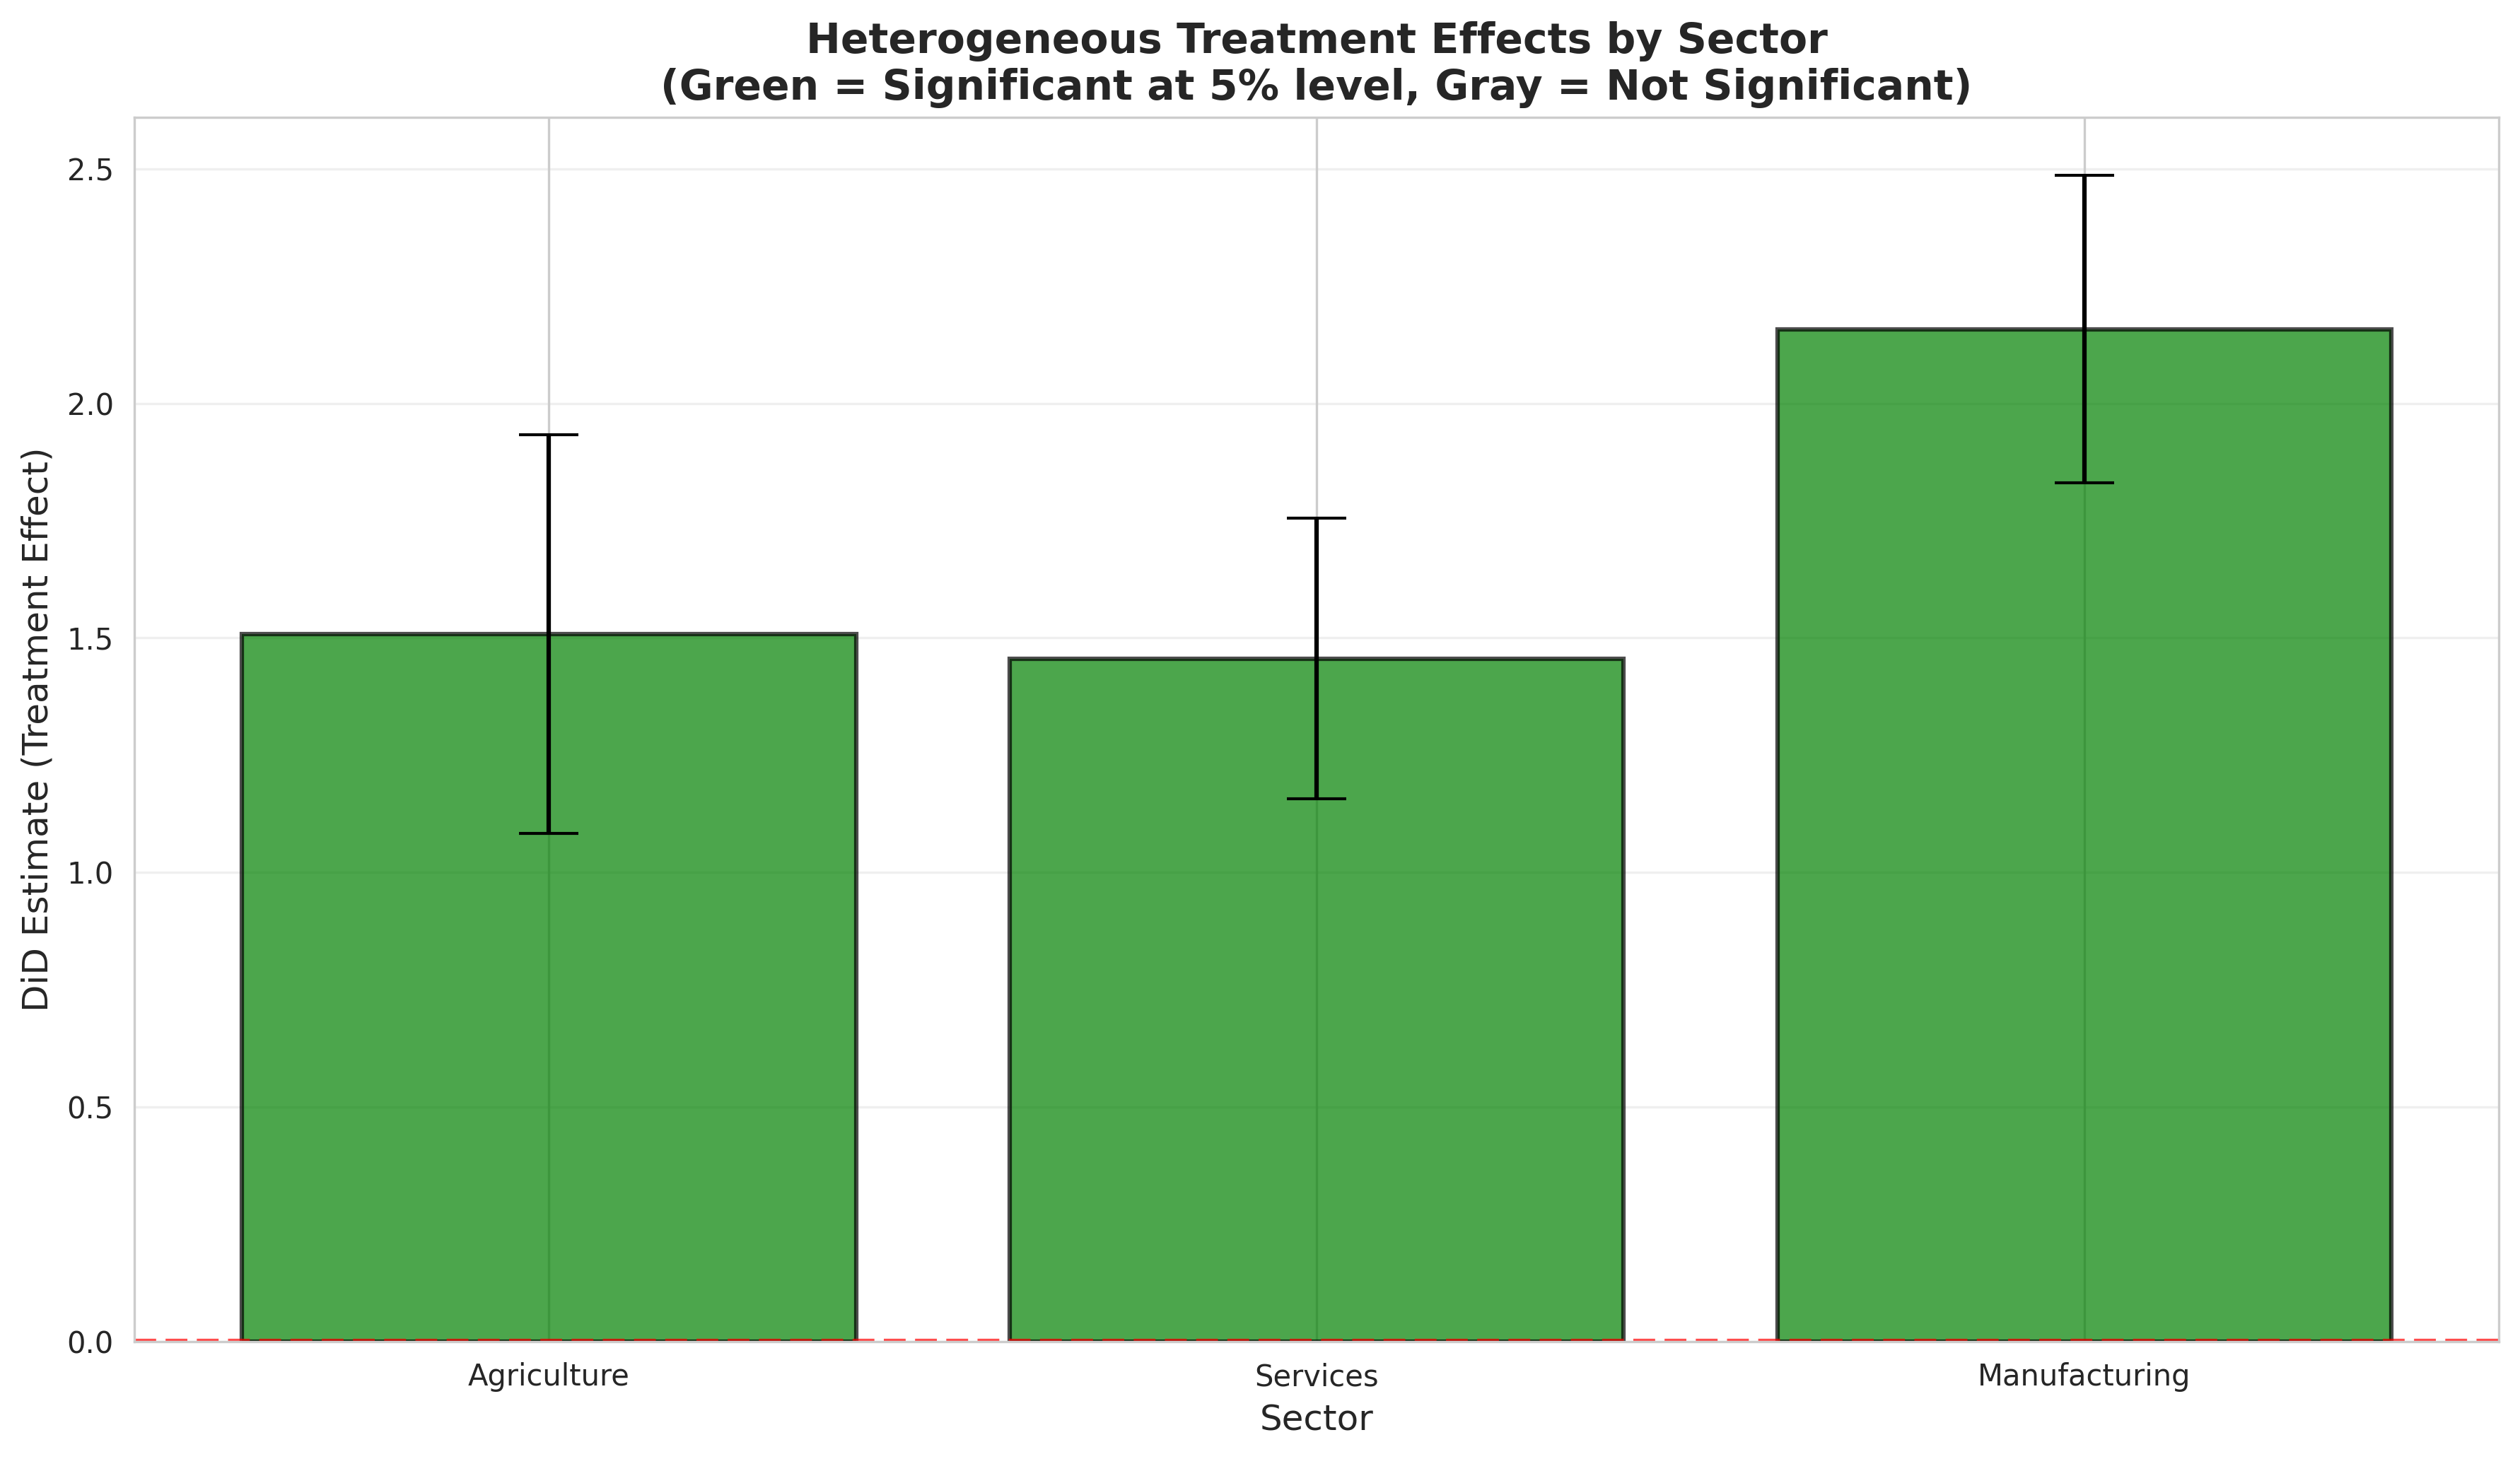 Heterogeneous Treatment Effects by Sector
(Green = Significant at 5% level, Gray = Not Significant)
DiD Estimate (Treatment Effect)
2.5
2.0
1.5
1.0
0.5
0.0
Agriculture
Services
Manufacturing
Sector